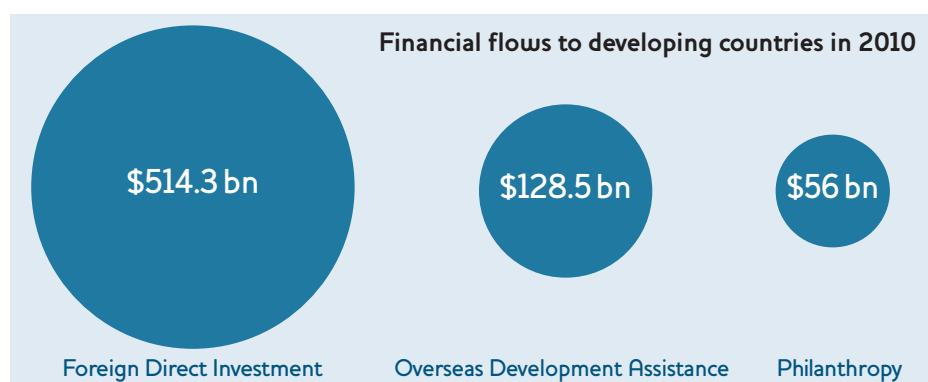 Financial flows to developing countries in 2010
$514.3 bn
$128.5 bn
$56 bn
Foreign Direct Investment
Overseas Development Assistance
Philanthropy